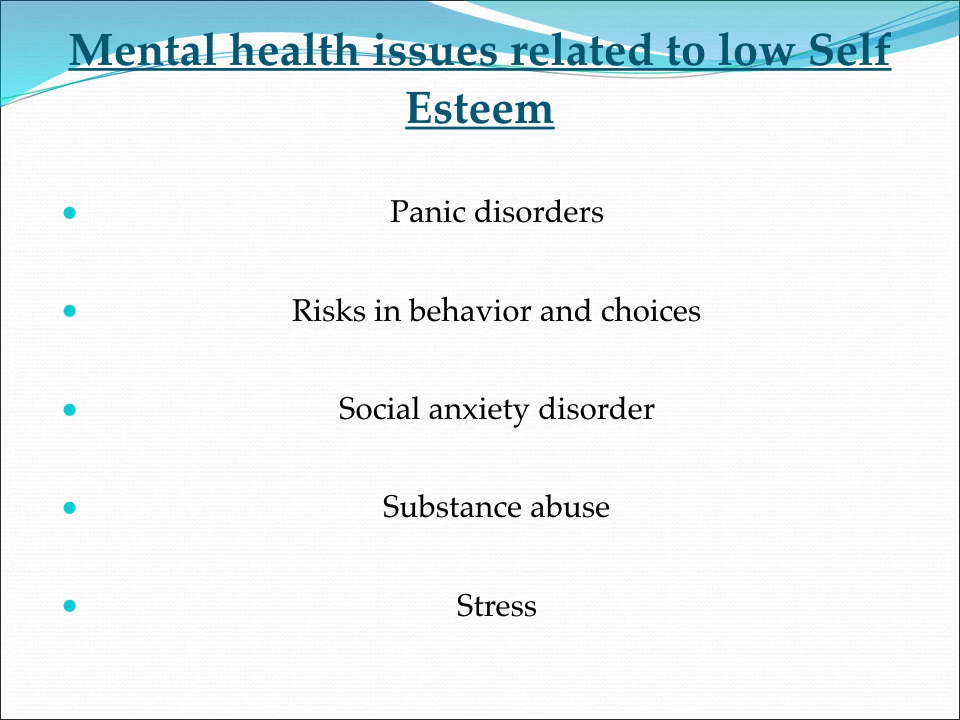 Mental health issues related to low Self
Esteem
• Panic disorders
• Risks in behavior and choices
• Social anxiety disorder
• Substance abuse
• Stress